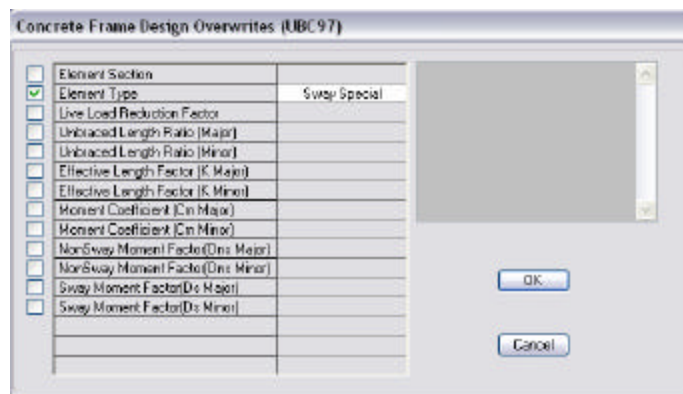 Concrete Frame Design Overwrites (UBC97)
Element Section
Element Type Sway Special
Live Load Reduction Factor
Unbraced Length Ratio (Major)
Unbraced Length Ratio (Minor)
Effective Length Factor (K Major)
Effective Length Factor (K Minor)
Moment Coefficient (Cm Major)
Moment Coefficient (Cm Minor)
NonSway Moment Factor(Dns Major)
NonSway Moment Factor(Dns Minor)
Sway Moment Factor(Ds Major)
Sway Moment Factor(Ds Minor)
OK
Cancel